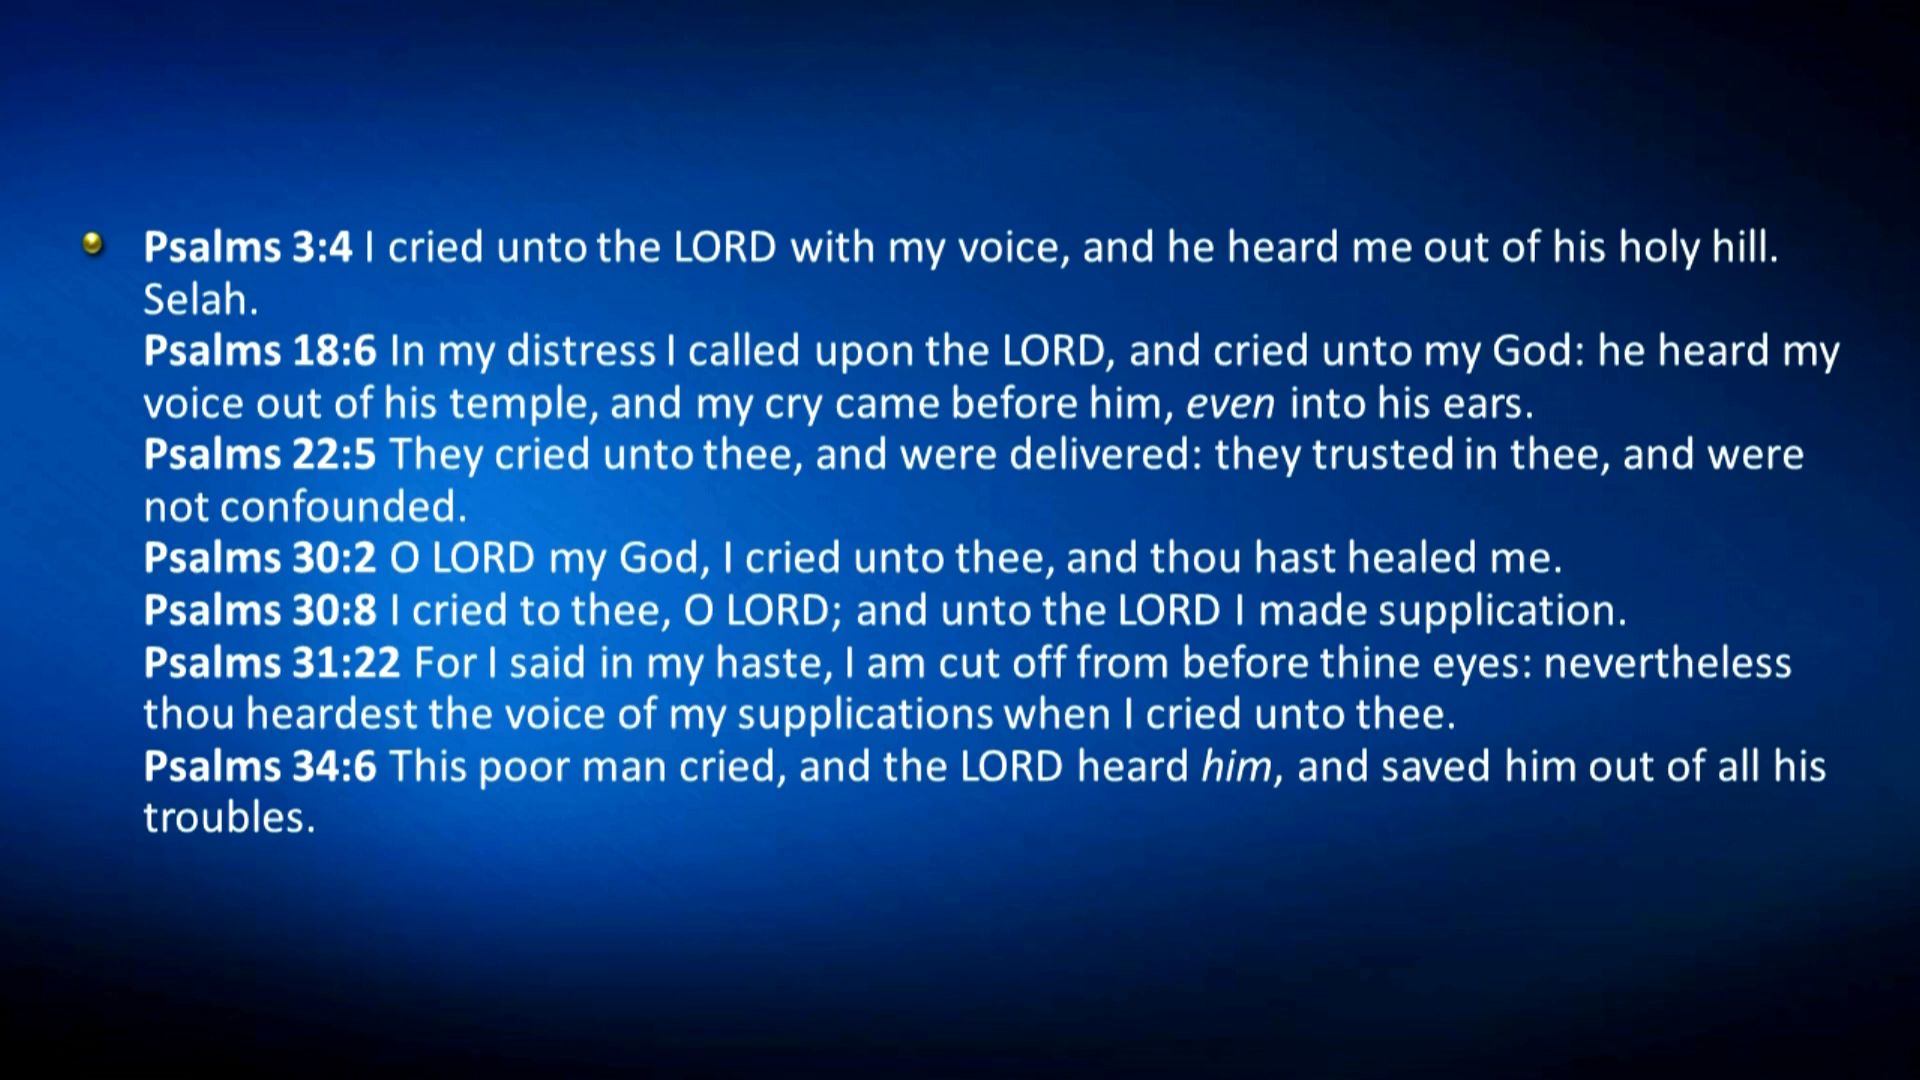 Psalms 3:4 I cried unto the LORD with my voice, and he heard me out of his holy hill.
Selah.
Psalms 18:6 In my distress I called upon the LORD, and cried unto my God: he heard my
voice out of his temple, and my cry came before him, even into his ears.
Psalms 22:5 They cried unto thee, and were delivered: they trusted in thee, and were
not confounded.
Psalms 30:2 O LORD my God, I cried unto thee, and thou hast healed me.
Psalms 30:8 I cried to thee, O LORD; and unto the LORD I made supplication.
Psalms 31:22 For I said in my haste, I am cut off from before thine eyes: nevertheless
thou heardest the voice of my supplications when I cried unto thee.
Psalms 34:6 This poor man cried, and the LORD heard him, and saved him out of all his
troubles.